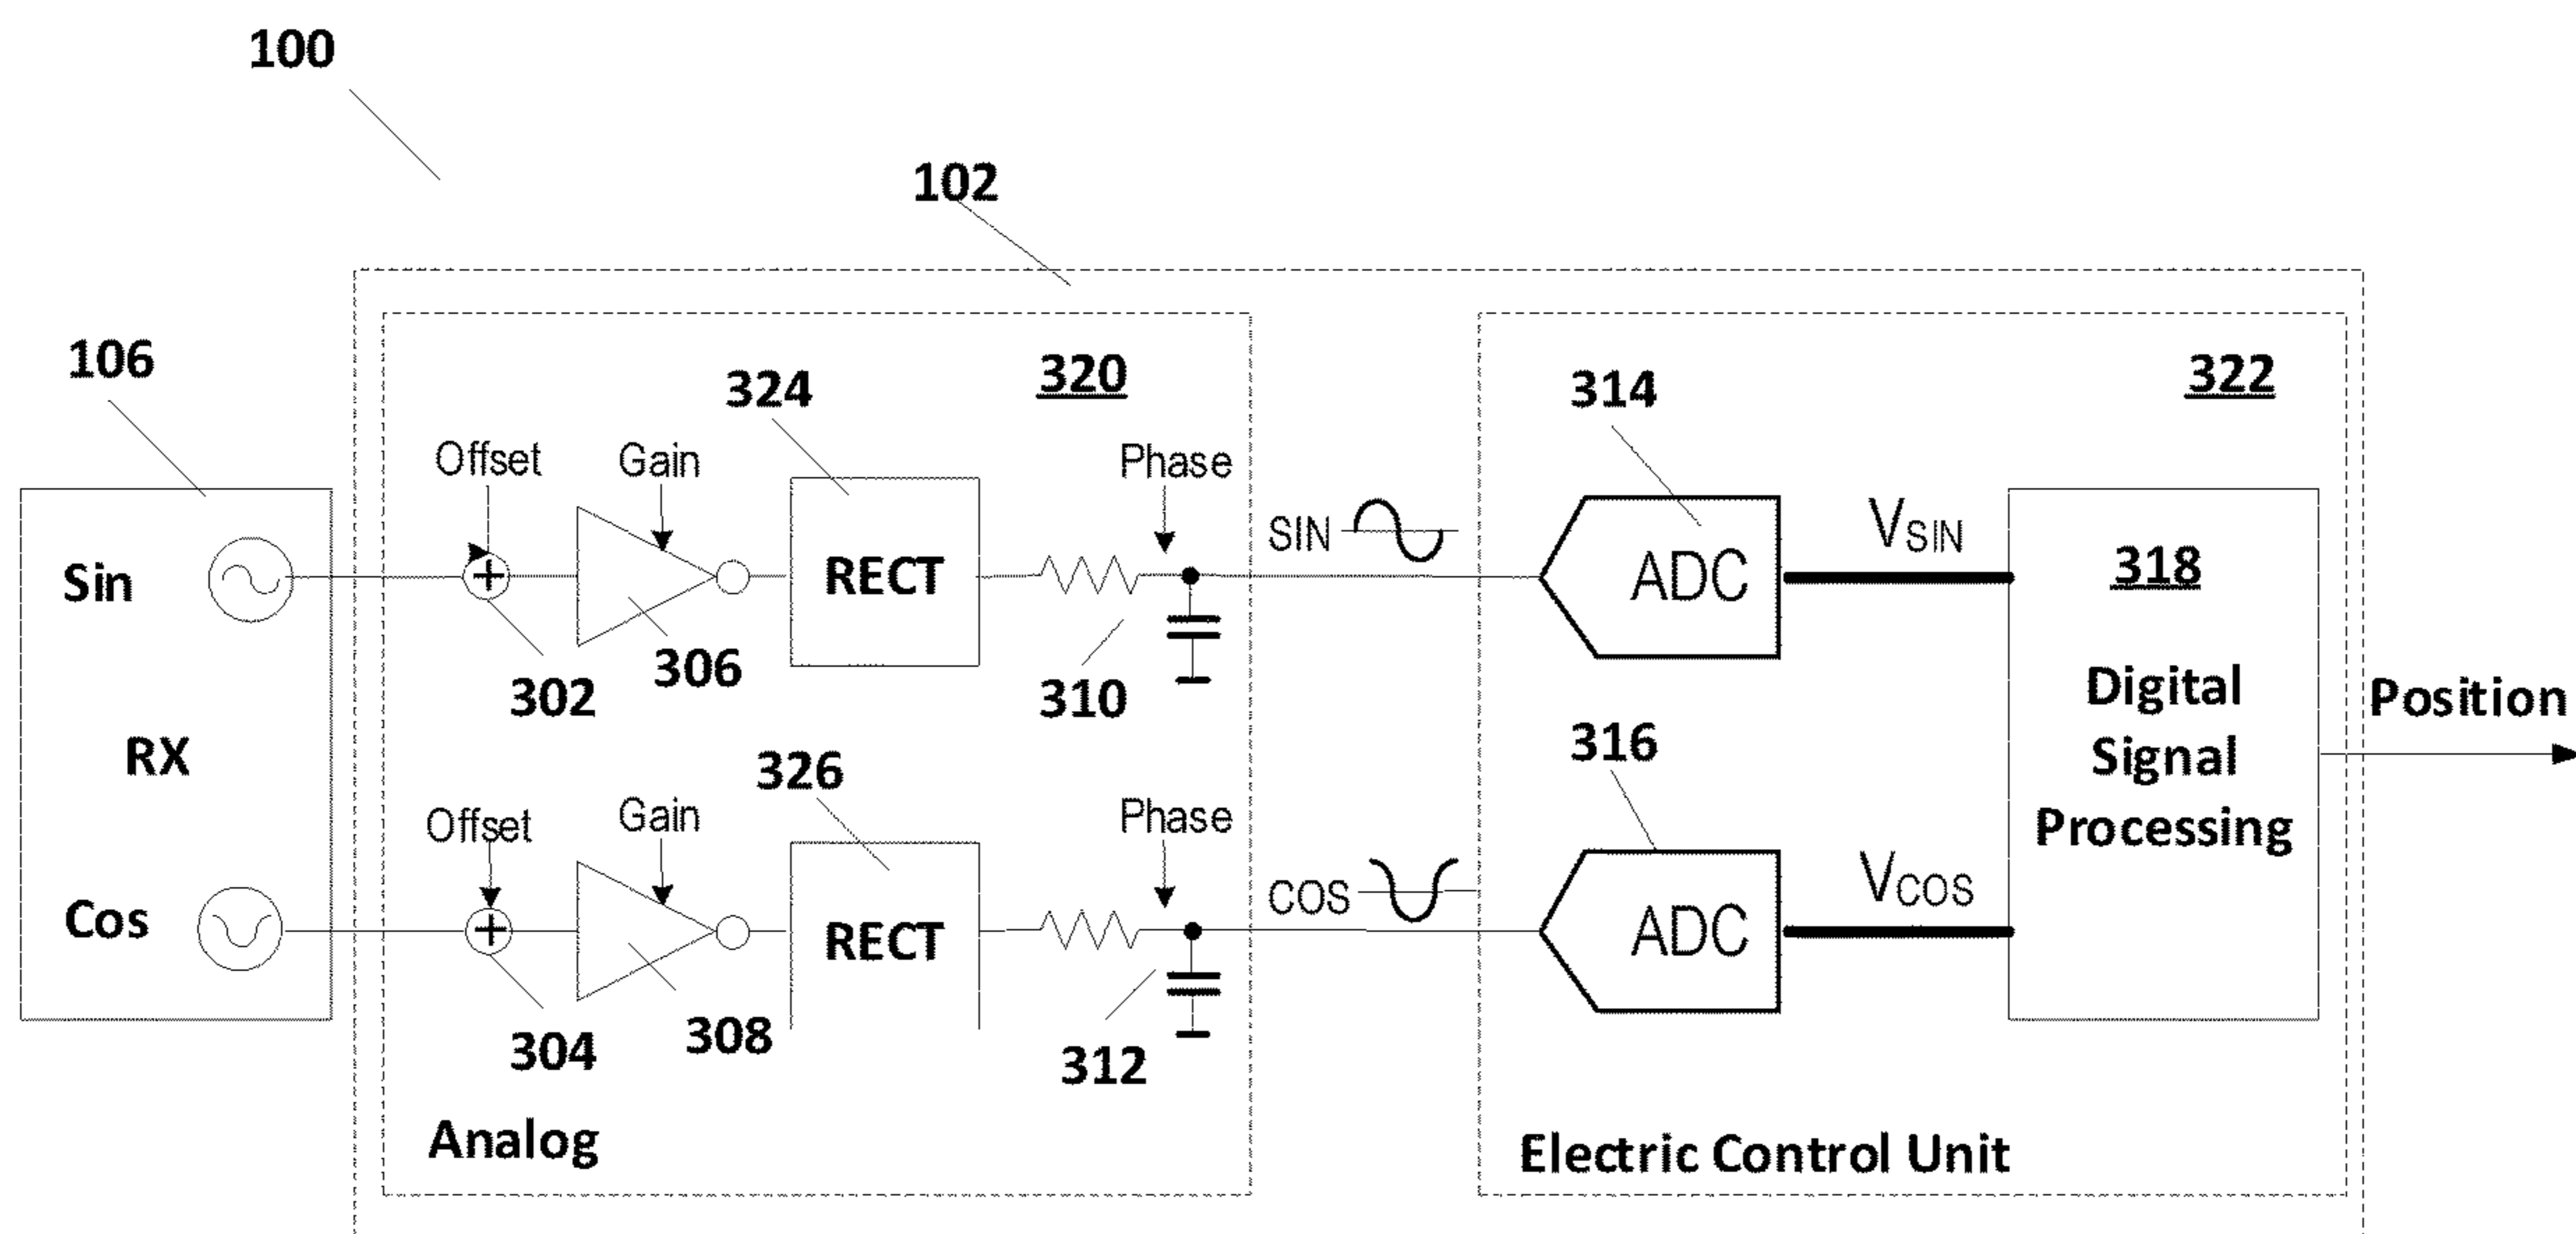 100
102
106
320
322
324
314
Offset
Gain
Phase
SIN
VSIN
Sin
RECT
ADC
318
306
302
310
Digital
Signal
Processing
Position
RX
316
326
Offset
Gain
Phase
COS
VCOS
Cos
RECT
ADC
304
308
312
Analog
Electric Control Unit